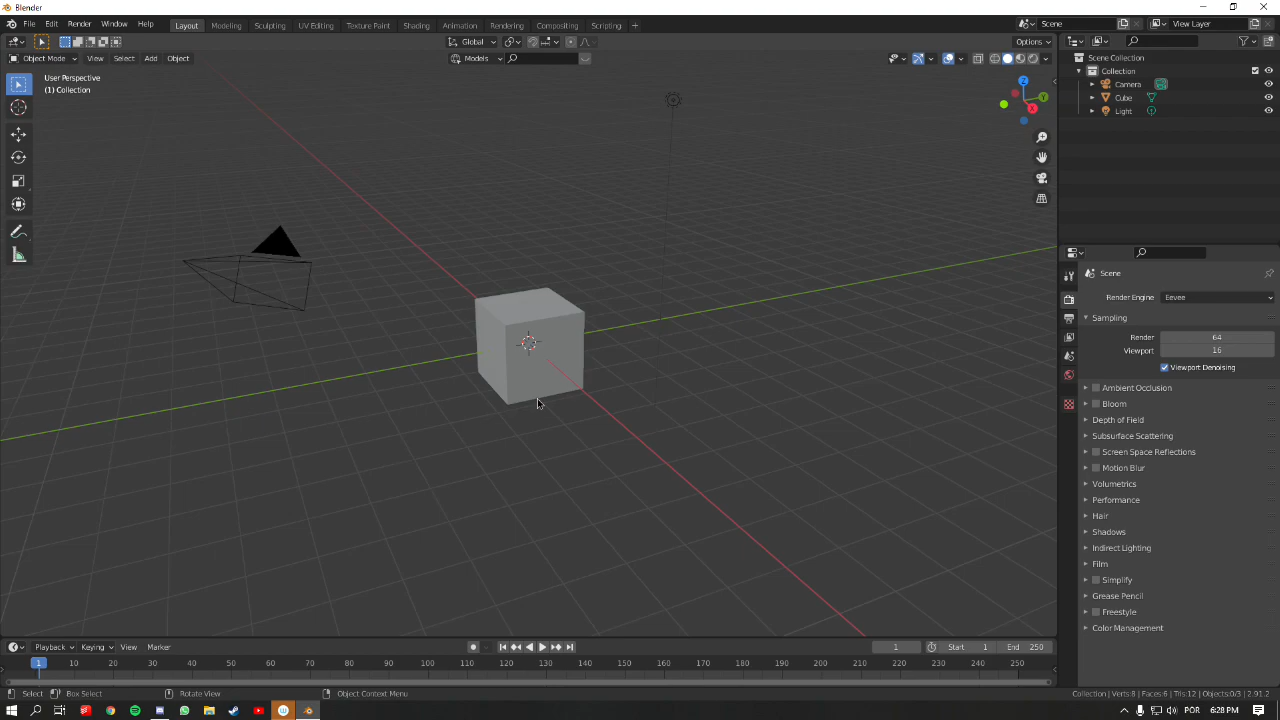 Blender
File Edit Render Window Help Layout Modeling Sculpting UV Editing Texture Paint Shading Animation Rendering Compositing Scripting + Scene View Layer
Global Options
Object Mode View Select Add Object Models
User Perspective
(1) Collection
Z
Y
X
Scene Collection
Collection
Camera
Cube
Light
Scene
Render Engine Eevee
Sampling
Render 64
Viewport 16
Viewport Denoising
Ambient Occlusion
Bloom
Depth of Field
Subsurface Scattering
Screen Space Reflections
Motion Blur
Volumetrics
Performance
Hair
Shadows
Indirect Lighting
Film
Simplify
Grease Pencil
Freestyle
Color Management
Playback Keying View Marker 1 Start 1 End 250
1 10 20 30 40 50 60 70 80 90 100 110 120 130 140 150 160 170 180 190 200 210 220 230 240 250
Select Box Select Rotate View Object Context Menu Collection | Verts:8 | Faces:6 | Tris:12 | Objects:0/3 | 2.91.2
POR 6:28 PM